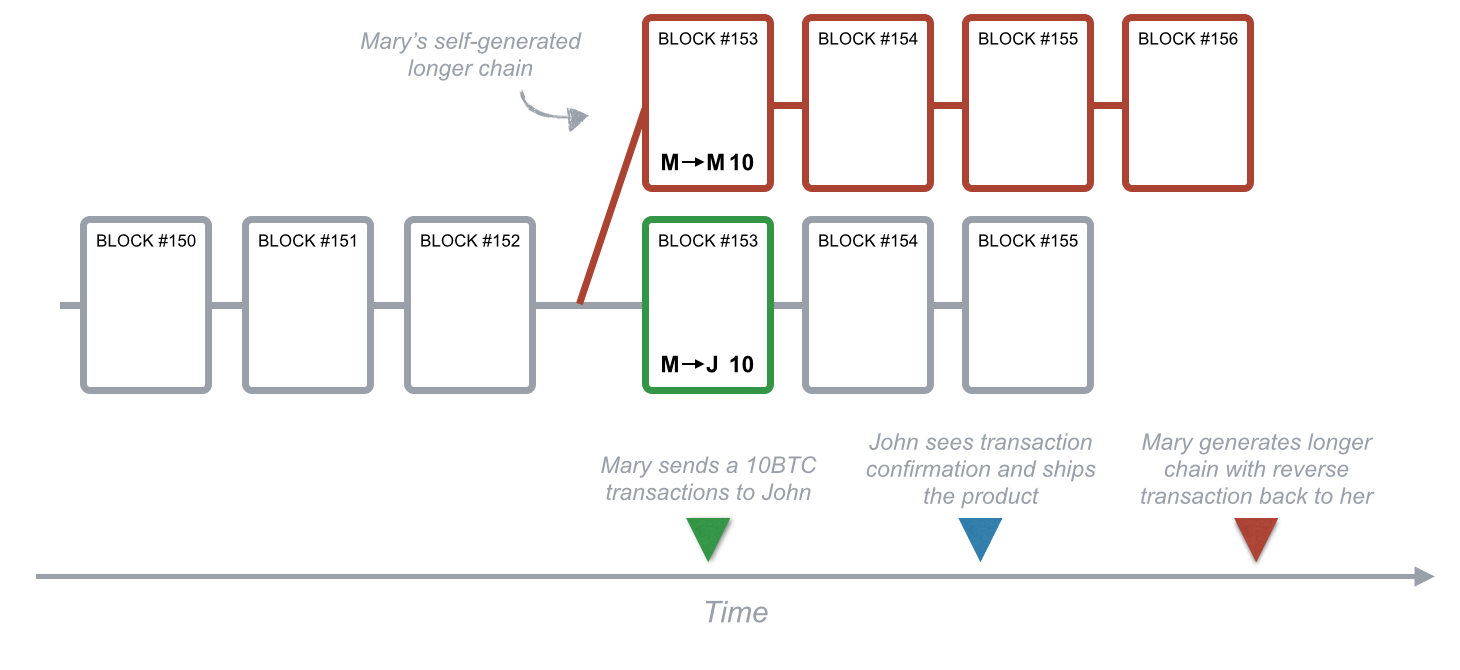 Mary’s self-generated
longer chain
BLOCK #153
BLOCK #154
BLOCK #155
BLOCK #156
M→M 10
BLOCK #150
BLOCK #151
BLOCK #152
BLOCK #153
BLOCK #154
BLOCK #155
M→J 10
Mary sends a 10BTC
transactions to John
John sees transaction
confirmation and ships
the product
Mary generates longer
chain with reverse
transaction back to her
Time